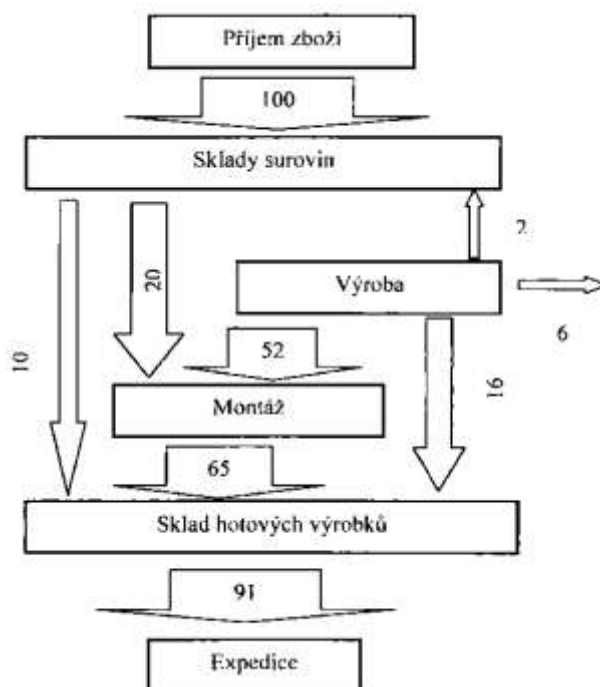 Příjem zboží
100
Sklady surovin
2
20
Výroba
6
52
10
16
Montáž
65
Sklad hotových výrobků
91
Expedice